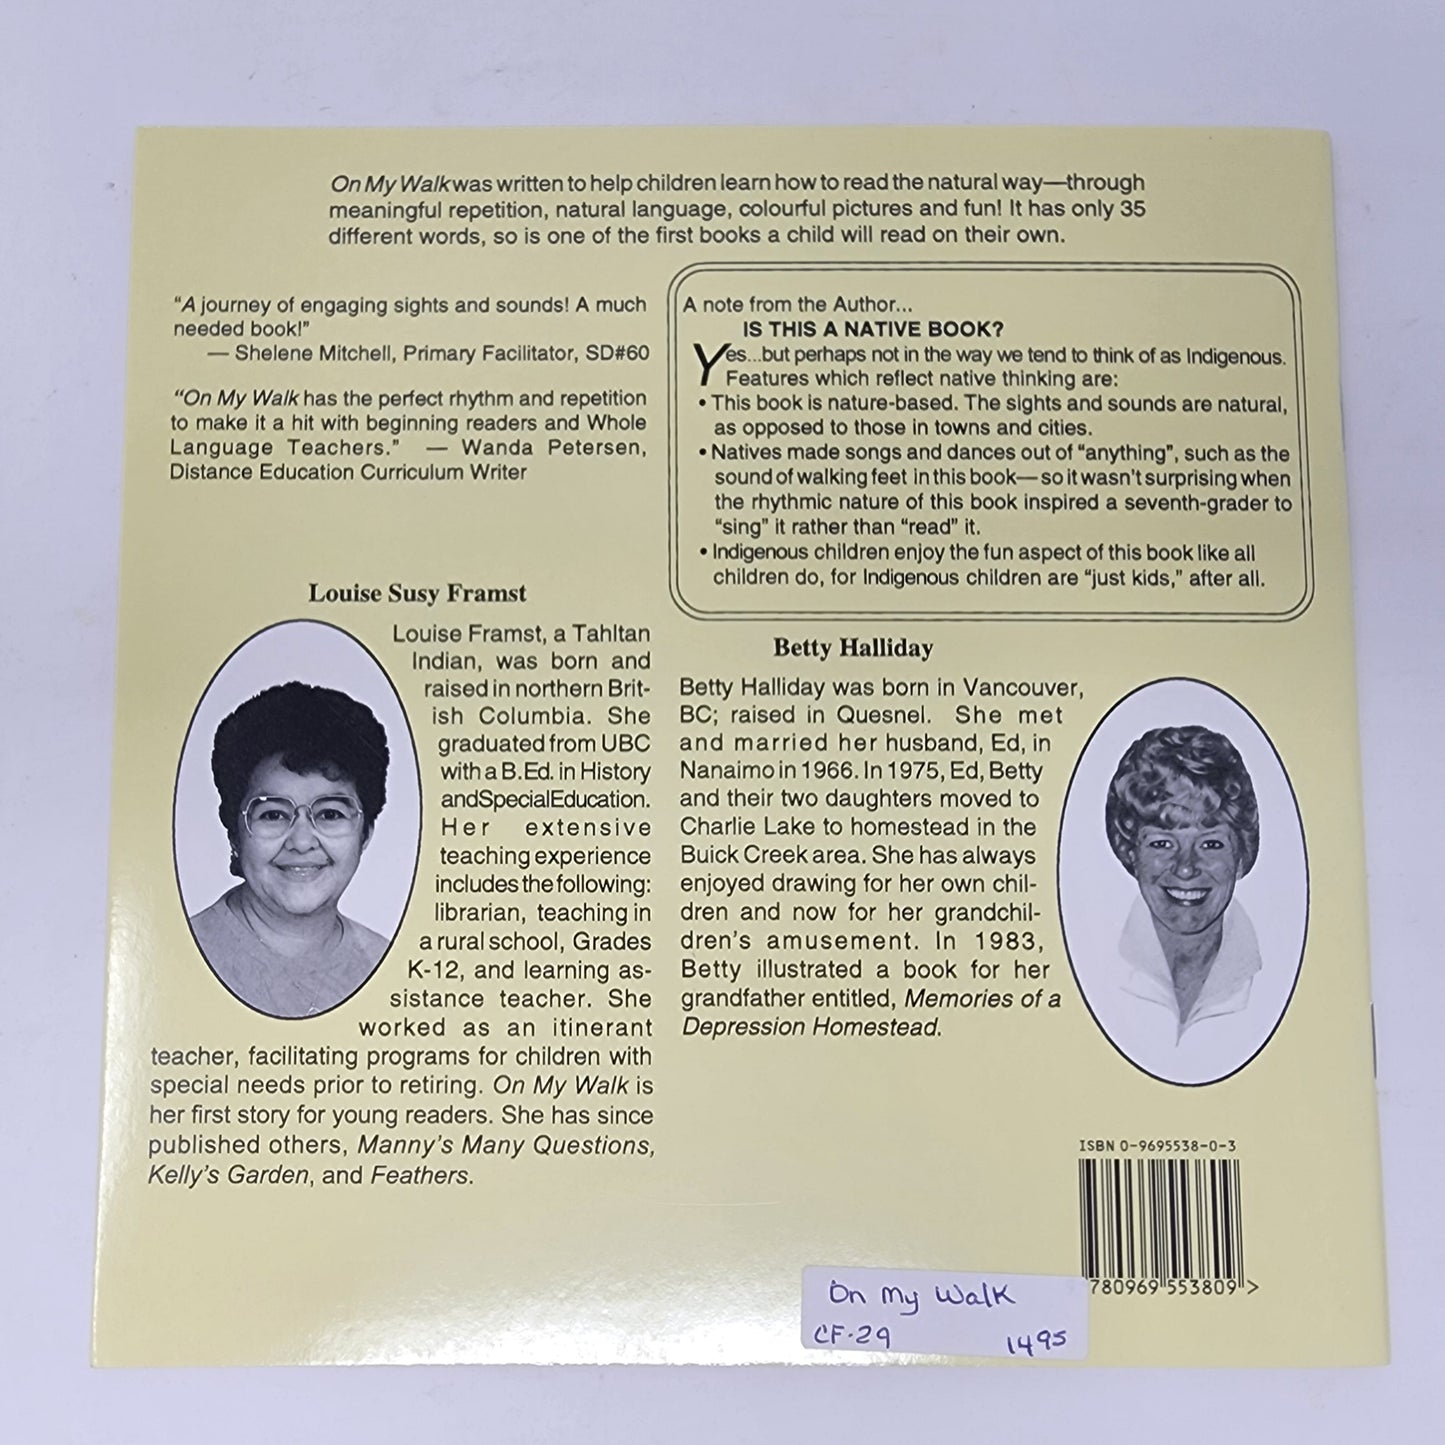 On My Walk was written to help children learn how to read the natural way—through
meaningful repetition, natural language, colourful pictures and fun! It has only 35
different words, so is one of the first books a child will read on their own.
“A journey of engaging sights and sounds! A much
needed book!”
— Shelene Mitchell, Primary Facilitator, SD#60
“On My Walk has the perfect rhythm and repetition
to make it a hit with beginning readers and Whole
Language Teachers.” — Wanda Petersen,
Distance Education Curriculum Writer
A note from the Author...
IS THIS A NATIVE BOOK?
Yes...but perhaps not in the way we tend to think of as Indigenous.
Features which reflect native thinking are:
• This book is nature-based. The sights and sounds are natural,
as opposed to those in towns and cities.
• Natives made songs and dances out of “anything”, such as the
sound of walking feet in this book—so it wasn't surprising when
the rhythmic nature of this book inspired a seventh-grader to
“sing” it rather than “read” it.
• Indigenous children enjoy the fun aspect of this book like all
children do, for Indigenous children are “just kids,” after all.
Louise Susy Framst
Louise Framst, a Tahltan
Indian, was born and
raised in northern Brit-
ish Columbia. She
graduated from UBC
with a B.Ed. in History
and Special Education.
Her extensive
teaching experience
includes the following:
librarian, teaching in
a rural school, Grades
K-12, and learning as-
sistance teacher. She
worked as an itinerant
teacher, facilitating programs for children with
special needs prior to retiring. On My Walk is
her first story for young readers. She has since
published others, Manny's Many Questions,
Kelly's Garden, and Feathers.
Betty Halliday
Betty Halliday was born in Vancouver,
BC; raised in Quesnel. She met
and married her husband, Ed, in
Nanaimo in 1966. In 1975, Ed, Betty
and their two daughters moved to
Charlie Lake to homestead in the
Buick Creek area. She has always
enjoyed drawing for her own chil-
dren and now for her grandchil-
dren's amusement. In 1983,
Betty illustrated a book for her
grandfather entitled, Memories of a
Depression Homestead.
ISBN 0-9695538-0-3
780969 553809 >
On My Walk
CF-29 1495